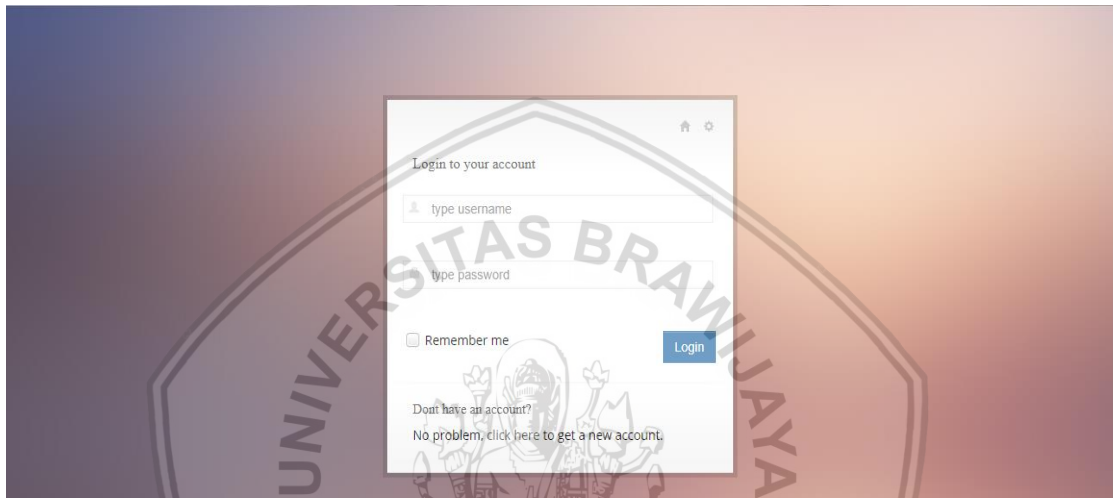 Login to your account
type username
UNIVERSITAS BRAWIJAYA
type password
Remember me
Login
Dont have an account?
No problem, click here to get a new account.